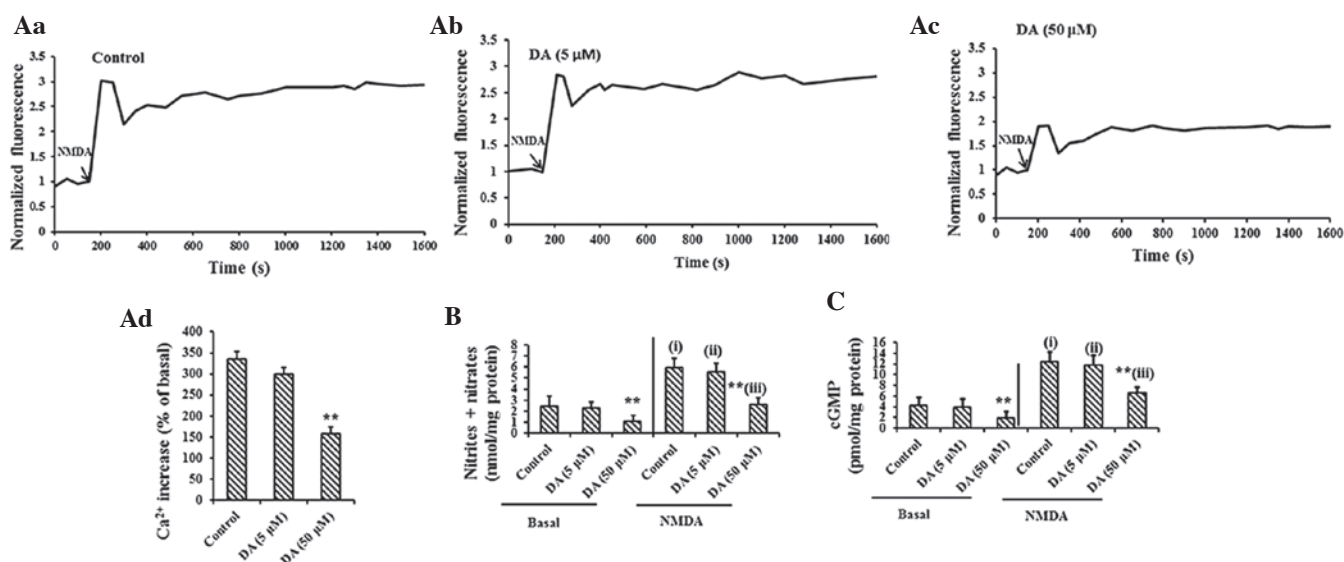 Aa
Control
Normalized fluorescence
3.5
3
2.5
2
1.5
1
0.5
0
NMDA
0 200 400 600 800 1000 1200 1400 1600
Time (s)
Ab
DA (5 µM)
Normalized fluorescence
3.5
3
2.5
2
1.5
1
0.5
0
NMDA
0 200 400 600 800 1000 1200 1400 1600
Time (s)
Ac
DA (50 µM)
Normalizad fluorescence
3.5
3
2.5
2
1.5
1
0.5
0
NMDA
0 200 400 600 800 1000 1200 1400 1600
Time (s)
Ad
Ca2+ increase (% of basal)
400
350
300
250
200
150
100
50
0
**
Control
DA (5 µM)
DA (50 µM)
B
Nitrites + nitrates
(nmol/mg protein)
8
7
6
5
4
3
2
1
0
**
(i)
(ii)
**(iii)
Control
DA (5 µM)
DA (50 µM)
Control
DA (5 µM)
DA (50 µM)
Basal
NMDA
C
cGMP
(pmol/mg protein)
16
14
12
10
8
6
4
2
0
**
(i)
(ii)
**(iii)
Control
DA (5 µM)
DA (50 µM)
Control
DA (5 µM)
DA (50 µM)
Basal
NMDA